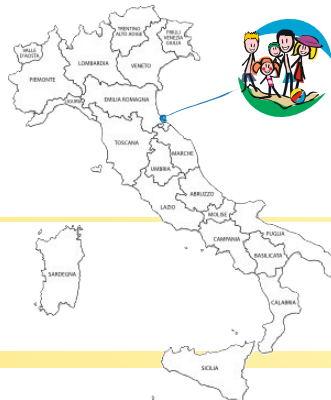 TRENTINO
ALTO ADIGE
FRIULI
VENEZIA
GIULIA
VALLE
D'AOSTA
LOMBARDIA
VENETO
PIEMONTE
LIGURIA
EMILIA ROMAGNA
TOSCANA
MARCHE
UMBRIA
ABRUZZO
LAZIO
MOLISE
PUGLIA
CAMPANIA
BASILICATA
SARDEGNA
CALABRIA
SICILIA